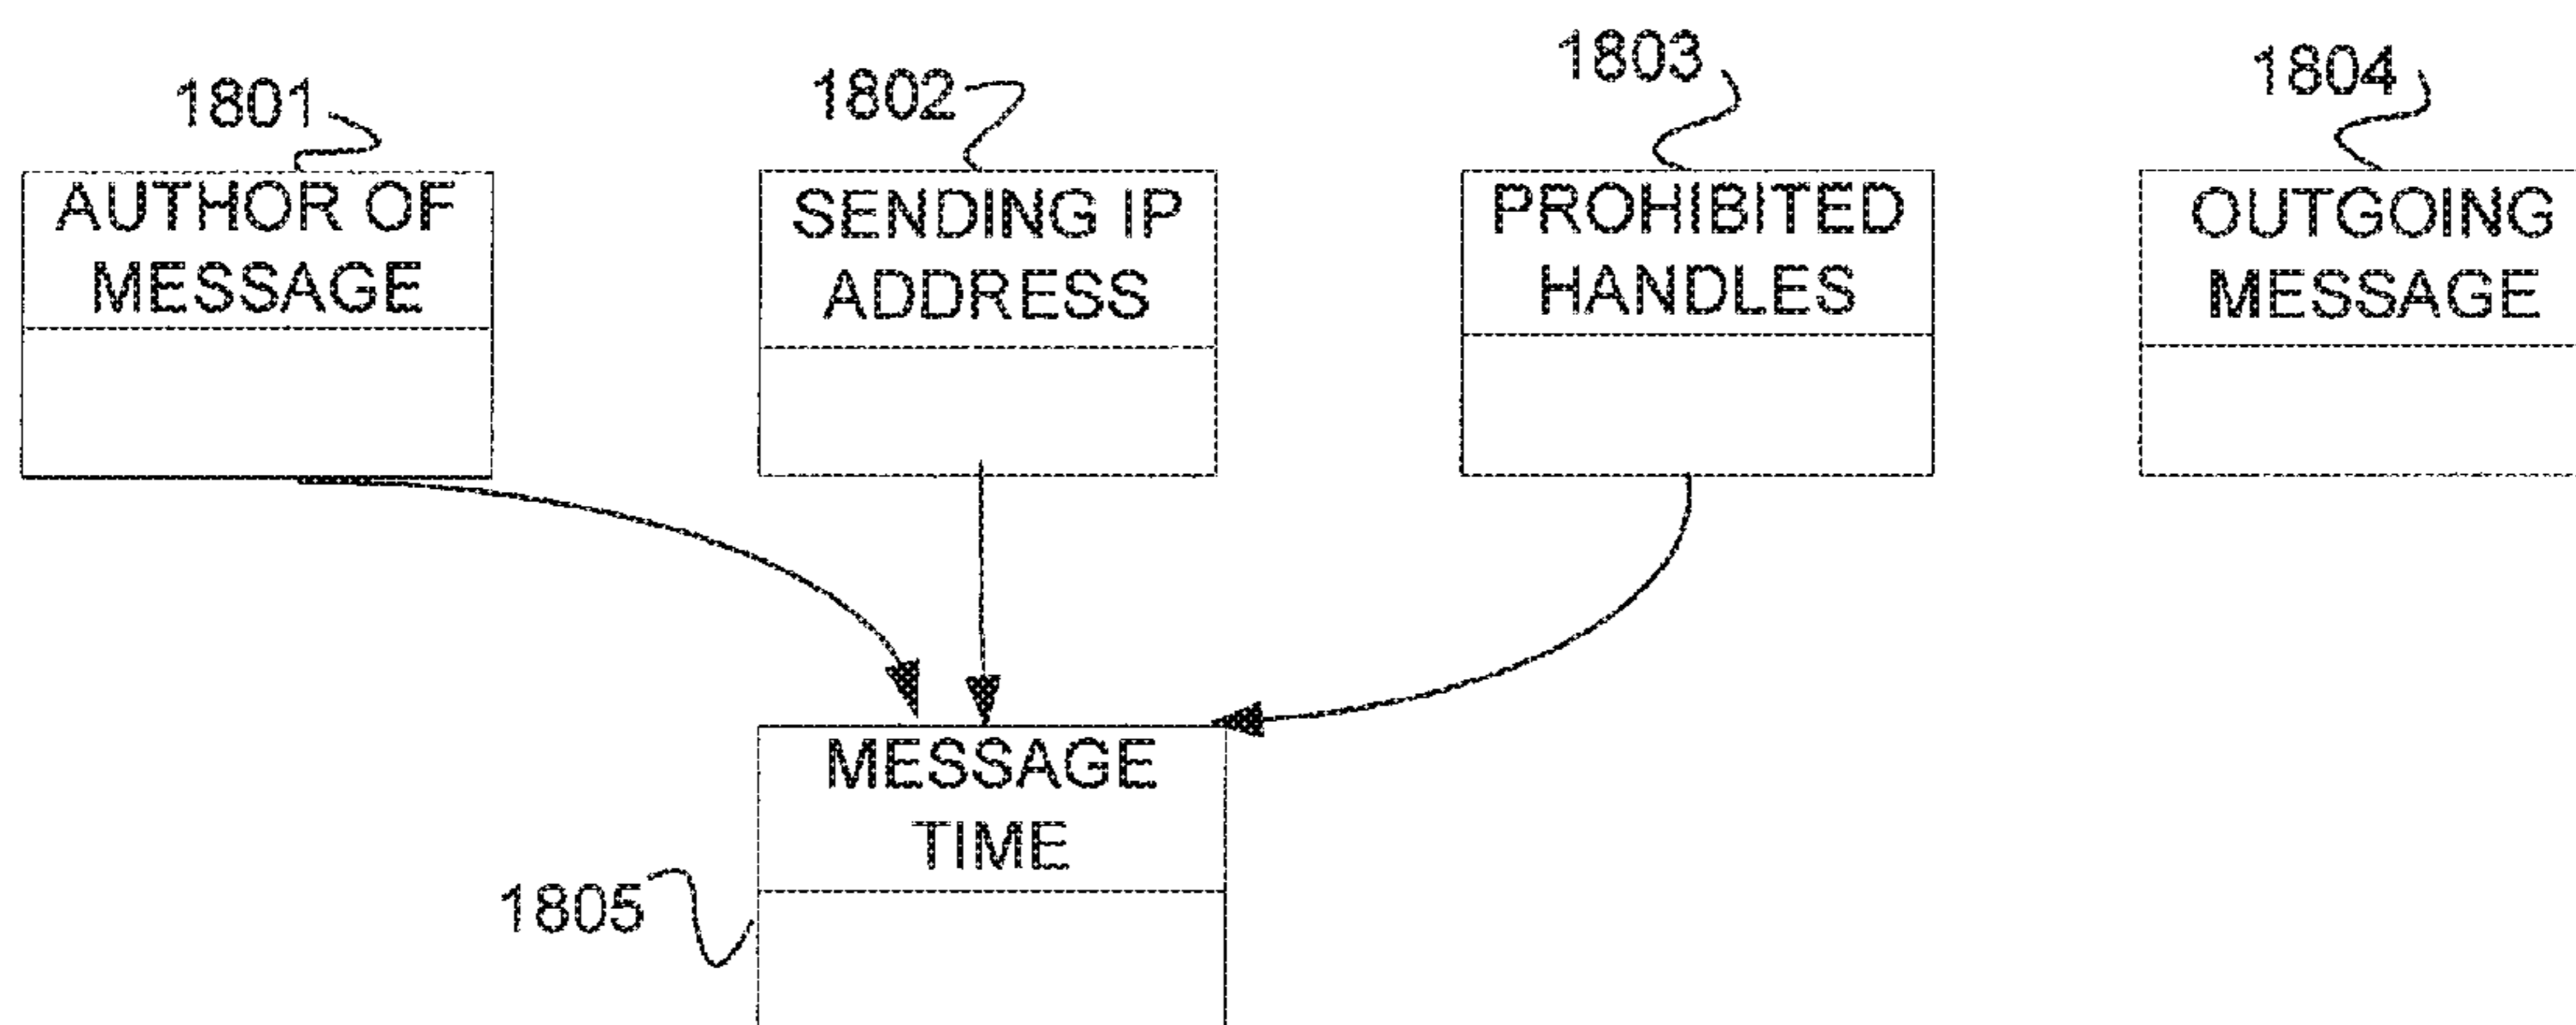 1801
1802
1803
1804
AUTHOR OF
MESSAGE
SENDING IP
ADDRESS
PROHIBITED
HANDLES
OUTGOING
MESSAGE
MESSAGE
TIME
1805